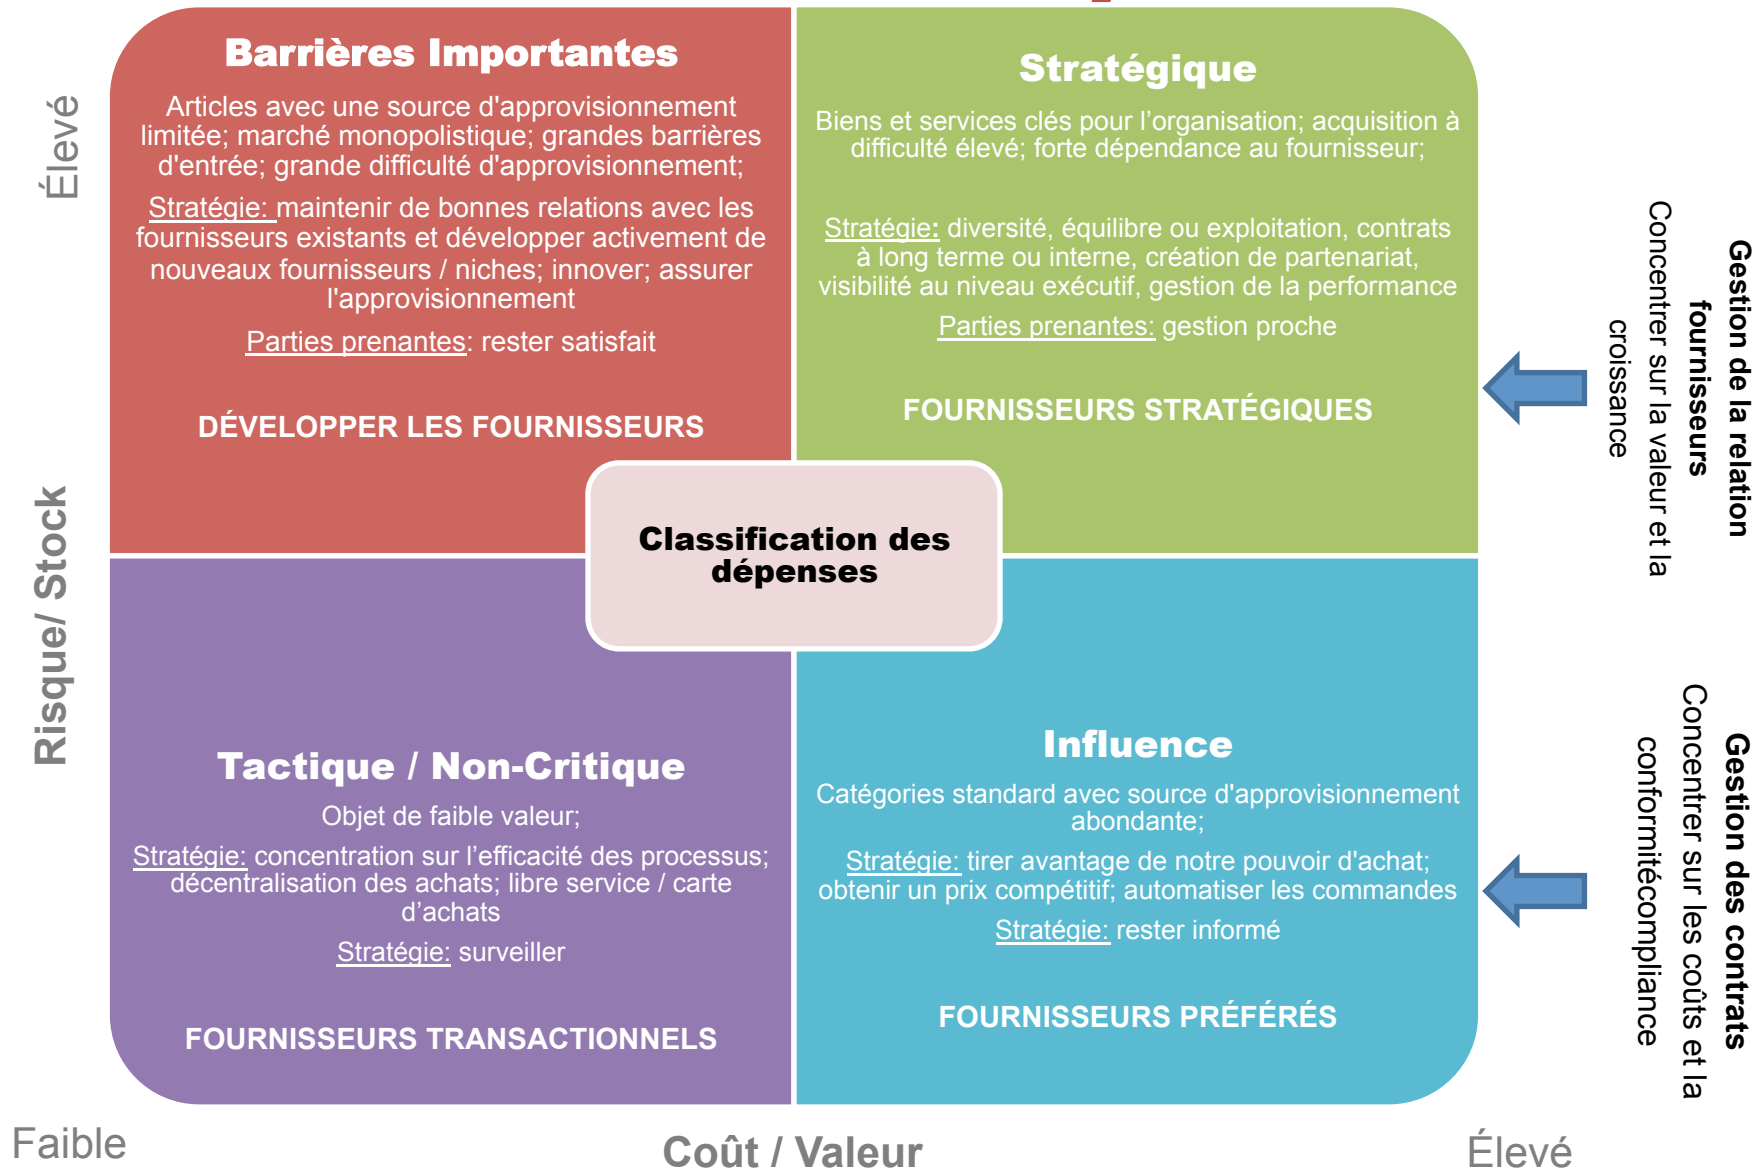 Barrières Importantes
Articles avec une source d'approvisionnement
limitée; marché monopolistique; grandes barrières
d'entrée; grande difficulté d'approvisionnement;
Stratégie: maintenir de bonnes relations avec les
fournisseurs existants et développer activement de
nouveaux fournisseurs / niches; innover; assurer
l'approvisionnement
Parties prenantes: rester satisfait
DÉVELOPPER LES FOURNISSEURS
Stratégique
Biens et services clés pour l’organisation; acquisition à
difficulté élevé; forte dépendance au fournisseur;
Stratégie: diversité, équilibre ou exploitation, contrats
à long terme ou interne, création de partenariat,
visibilité au niveau exécutif, gestion de la performance
Parties prenantes: gestion proche
FOURNISSEURS STRATÉGIQUES
Classification des
dépenses
Tactique / Non-Critique
Objet de faible valeur;
Stratégie: concentration sur l’efficacité des processus;
décentralisation des achats; libre service / carte
d’achats
Stratégie: surveiller
FOURNISSEURS TRANSACTIONNELS
Influence
Catégories standard avec source d'approvisionnement
abondante;
Stratégie: tirer avantage de notre pouvoir d'achat;
obtenir un prix compétitif; automatiser les commandes
Stratégie: rester informé
FOURNISSEURS PRÉFÉRÉS
Élevé
Risque/ Stock
Faible
Coût / Valeur
Élevé
Gestion de la relation
fournisseurs
Concentrer sur la valeur et la
croissance
Gestion des contrats
Concentrer sur les coûts et la
conformitécompliance